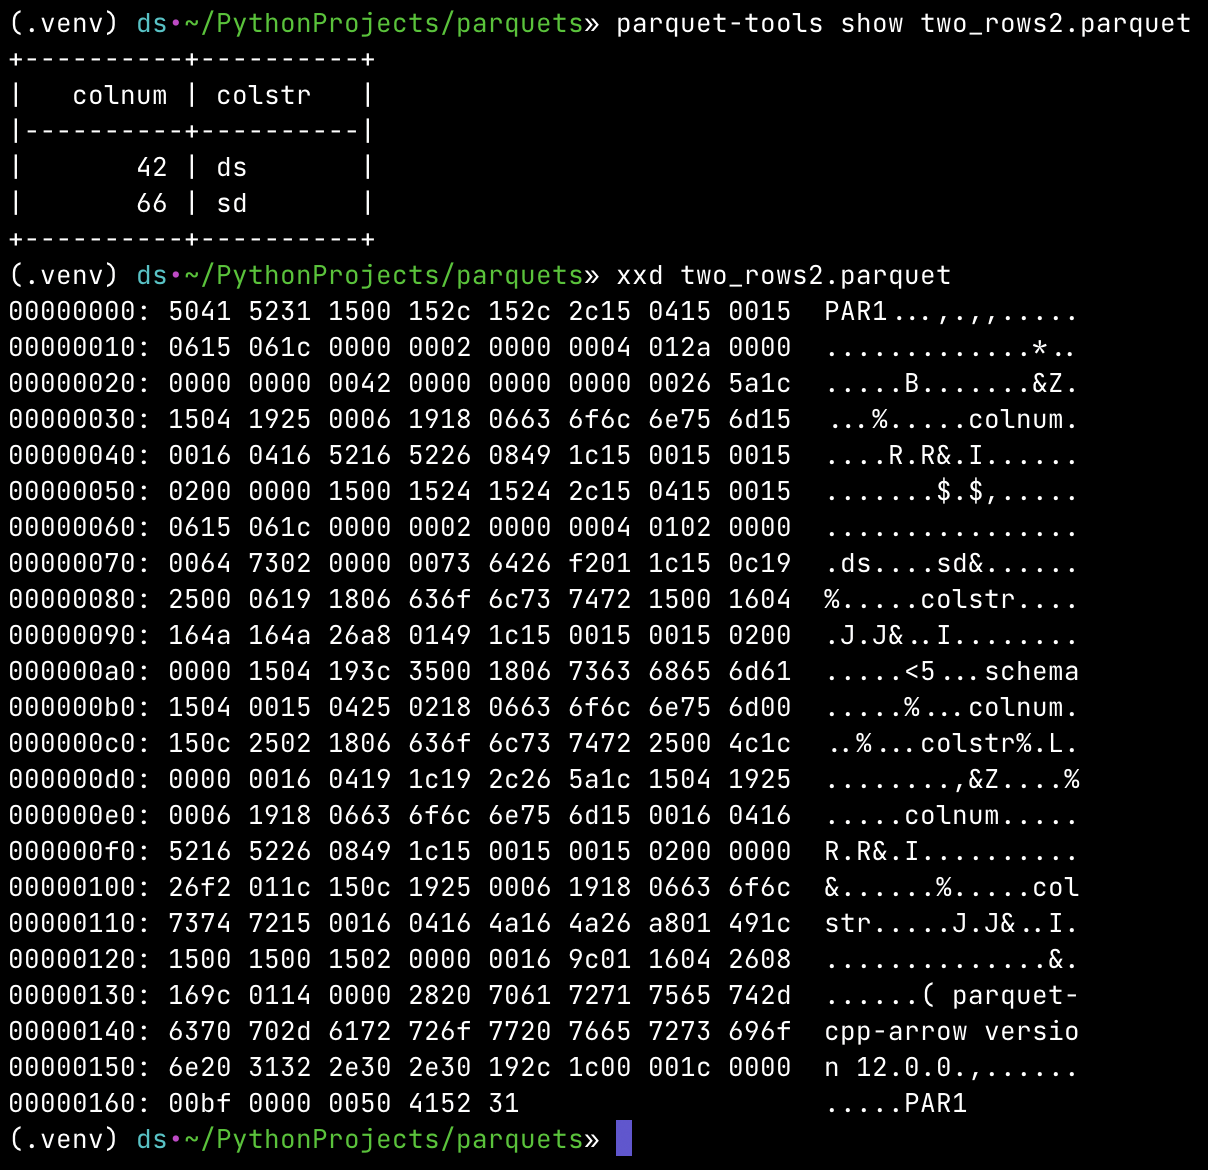 (.venv) ds•~/PythonProjects/parquets» parquet-tools show two_rows2.parquet
+----------+----------+
|   colnum | colstr   |
|----------+----------|
|       42 | ds       |
|       66 | sd       |
+----------+----------+
(.venv) ds•~/PythonProjects/parquets» xxd two_rows2.parquet
00000000: 5041 5231 1500 152c 152c 2c15 0415 0015  PAR1...,.,,.....
00000010: 0615 061c 0000 0002 0000 0004 012a 0000  .............*..
00000020: 0000 0000 0042 0000 0000 0000 0026 5a1c  .....B.......&Z.
00000030: 1504 1925 0006 1918 0663 6f6c 6e75 6d15  ...%.....colnum.
00000040: 0016 0416 5216 5226 0849 1c15 0015 0015  ....R.R&.I......
00000050: 0200 0000 1500 1524 1524 2c15 0415 0015  .......$.$,.....
00000060: 0615 061c 0000 0002 0000 0004 0102 0000  ................
00000070: 0064 7302 0000 0073 6426 f201 1c15 0c19  .ds....sd&......
00000080: 2500 0619 1806 636f 6c73 7472 1500 1604  %.....colstr....
00000090: 164a 164a 26a8 0149 1c15 0015 0015 0200  .J.J&..I........
000000a0: 0000 1504 193c 3500 1806 7363 6865 6d61  .....<5...schema
000000b0: 1504 0015 0425 0218 0663 6f6c 6e75 6d00  .....%...colnum.
000000c0: 150c 2502 1806 636f 6c73 7472 2500 4c1c  ..%...colstr%.L.
000000d0: 0000 0016 0419 1c19 2c26 5a1c 1504 1925  ........,&Z....%
000000e0: 0006 1918 0663 6f6c 6e75 6d15 0016 0416  .....colnum.....
000000f0: 5216 5226 0849 1c15 0015 0015 0200 0000  R.R&.I..........
00000100: 26f2 011c 150c 1925 0006 1918 0663 6f6c  &......%.....col
00000110: 7374 7215 0016 0416 4a16 4a26 a801 491c  str.....J.J&..I.
00000120: 1500 1500 1502 0000 0016 9c01 1604 2608  ..............&.
00000130: 169c 0114 0000 2820 7061 7271 7565 742d  ......( parquet-
00000140: 6370 702d 6172 726f 7720 7665 7273 696f  cpp-arrow versio
00000150: 6e20 3132 2e30 2e30 192c 1c00 001c 0000  n 12.0.0.,......
00000160: 00bf 0000 0050 4152 31                   .....PAR1
(.venv) ds•~/PythonProjects/parquets»